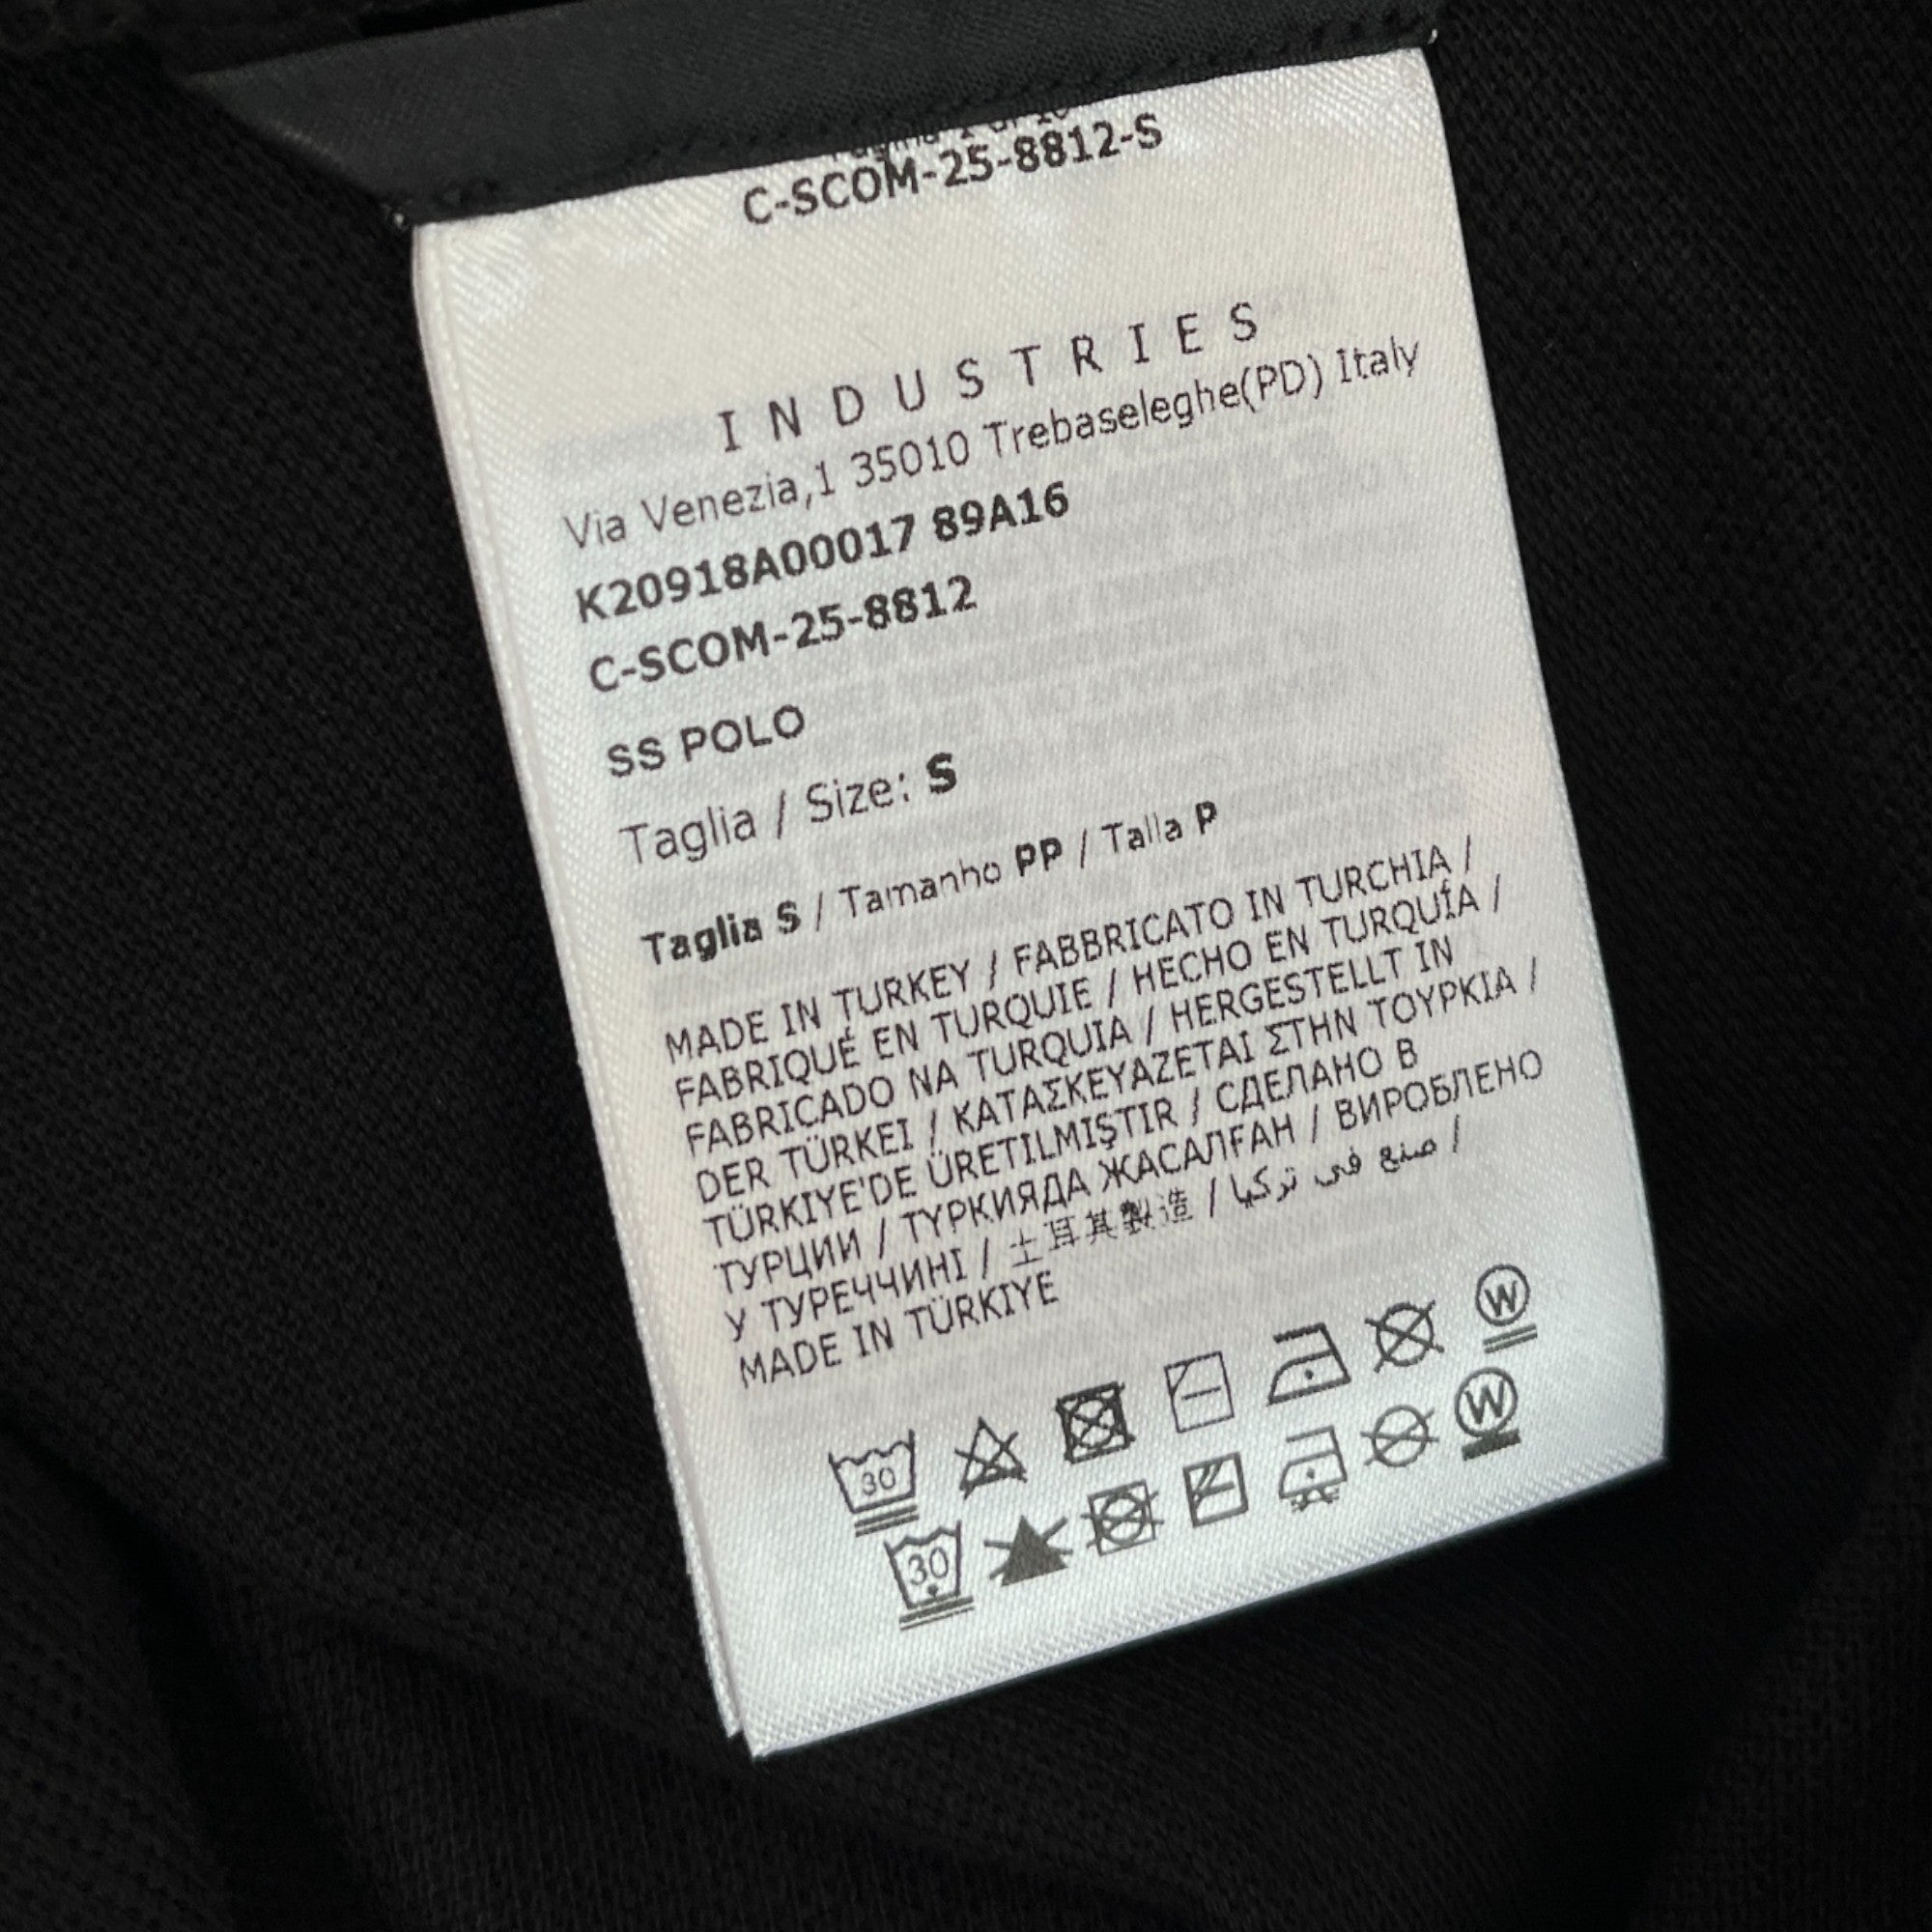 C-SCOM-25-8812-S
INDUSTRIES
Via Venezia,1 35010 Trebaseleghe(PD) Italy
K20918A00017 89A16
C-SCOM-25-8812
SS POLO
Taglia / Size: S
Taglia S / Tamanho PP / Talla P
MADE IN TURKEY / FABBRICATO IN TURCHIA /
FABRIQUÉ EN TURQUIE / HECHO EN TURQUÍA /
FABRICADO NA TURQUIA / HERGESTELLT IN
DER TÜRKEI / ΚΑΤΑΣΚΕΥΑΖΕΤΑΙ ΣΤΗΝ ΤΟΥΡΚΙΑ /
TÜRKIYE'DE ÜRETILMIŞTIR / СДЕЛАНО В
ТУРЦИИ / ТҮРКИЯДА ЖАСАЛҒАН / ВИРОБЛЕНО
У ТУРЕЧЧИНІ / 土耳其製造 / صنع في تركيا /
MADE IN TÜRKIYE
30 W
30 W